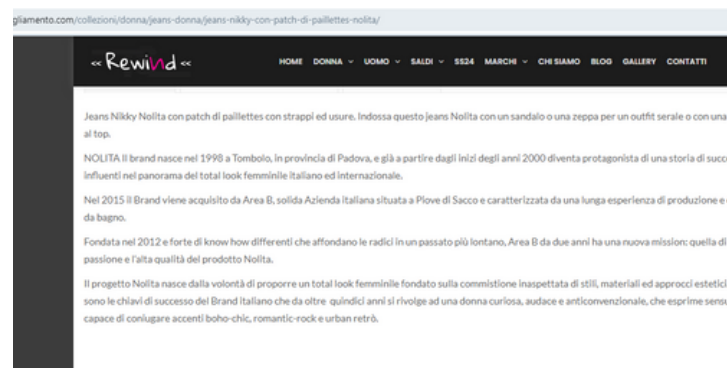 gliamento.com/collezioni/donna/jeans-donna/jeans-nikky-con-patch-di-paillettes-nolita/
« Rewind «
HOME DONNA UOMO SALDI SS24 MARCHI CHI SIAMO BLOG GALLERY CONTATTI
Jeans Nikky Nolita con patch di paillettes con strappi ed usure. Indossa questo jeans Nolita con un sandalo o una zeppa per un outfit serale o con una
al top.
NOLITA Il brand nasce nel 1998 a Tombolo, in provincia di Padova, e già a partire dagli inizi degli anni 2000 diventa protagonista di una storia di succ
influenti nel panorama del total look femminile italiano ed internazionale.
Nel 2015 il Brand viene acquisito da Area B, solida Azienda italiana situata a Piove di Sacco e caratterizzata da una lunga esperienza di produzione e
da bagno.
Fondata nel 2012 e forte di know how differenti che affondano le radici in un passato più lontano, Area B da due anni ha una nuova mission: quella di
passione e l'alta qualità del prodotto Nolita.
Il progetto Nolita nasce dalla volontà di proporre un total look femminile fondato sulla commistione inaspettata di stili, materiali ed approcci estetici
sono le chiavi di successo del Brand italiano che da oltre quindici anni si rivolge ad una donna curiosa, audace e anticonvenzionale, che esprime sensu
capace di coniugare accenti boho-chic, romantic-rock e urban retrò.